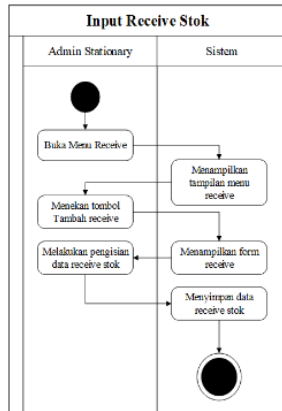 Input Receive Stok
Admin Stationary
Sistem
Buka Menu Receive
Menampilkan
tampilan menu
receive
Menekan tombol
Tambah receive
Melakukan pengisian
data receive stok
Menampilkan form
receive
Menyimpan data
receive stok